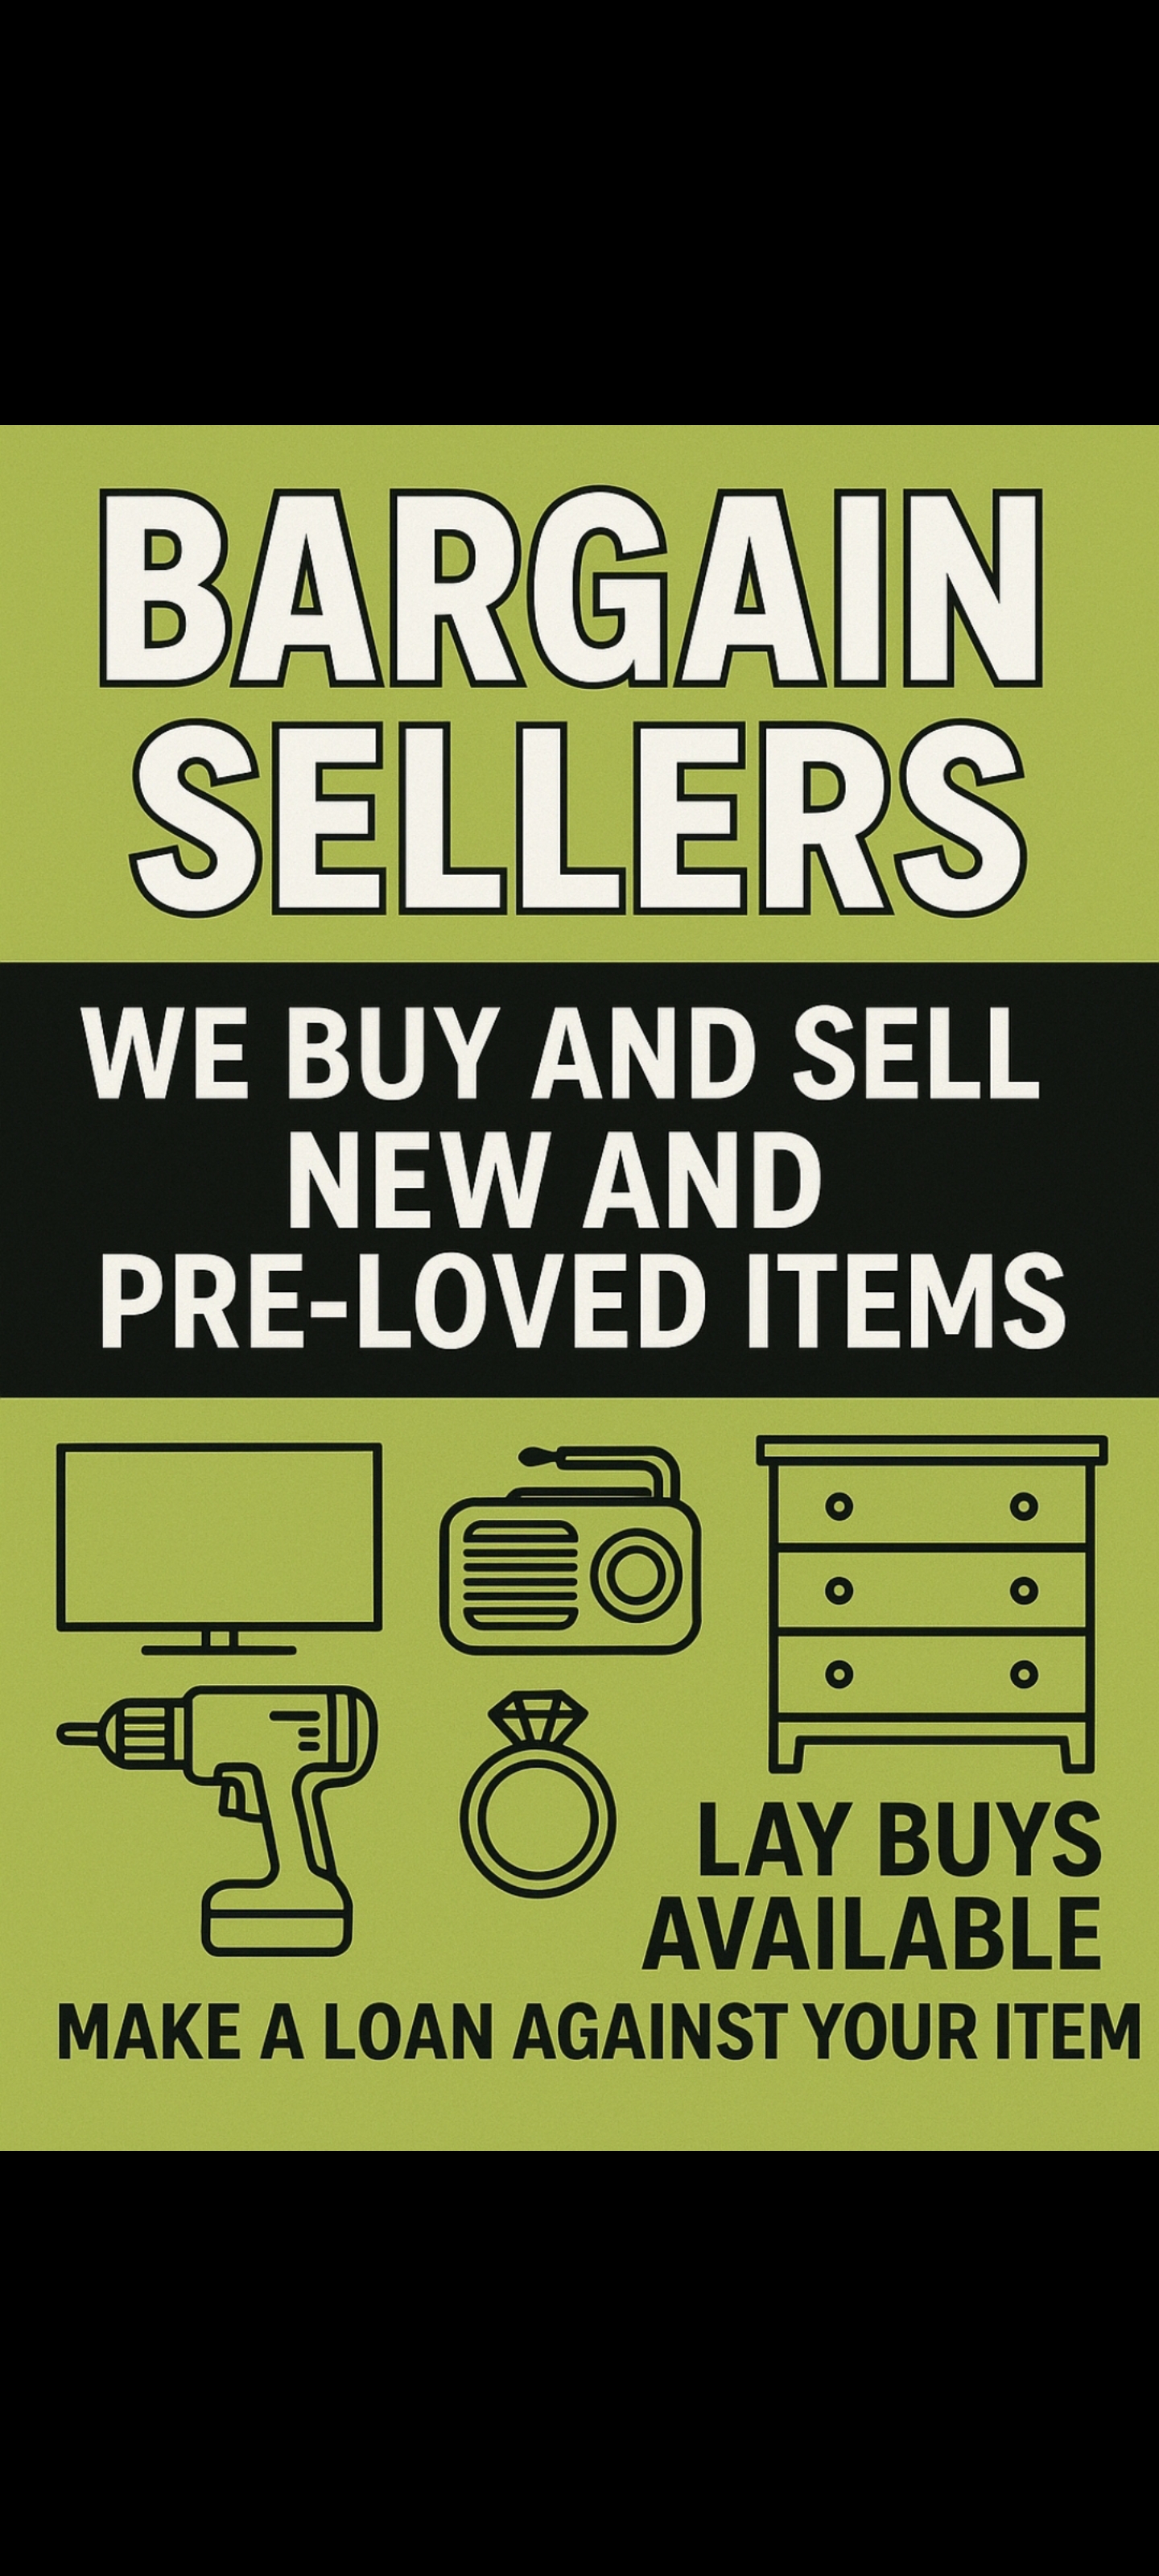 BARGAIN
SELLERS
WE BUY AND SELL
NEW AND
PRE-LOVED ITEMS
LAY BUYS
AVAILABLE
MAKE A LOAN AGAINST YOUR ITEM